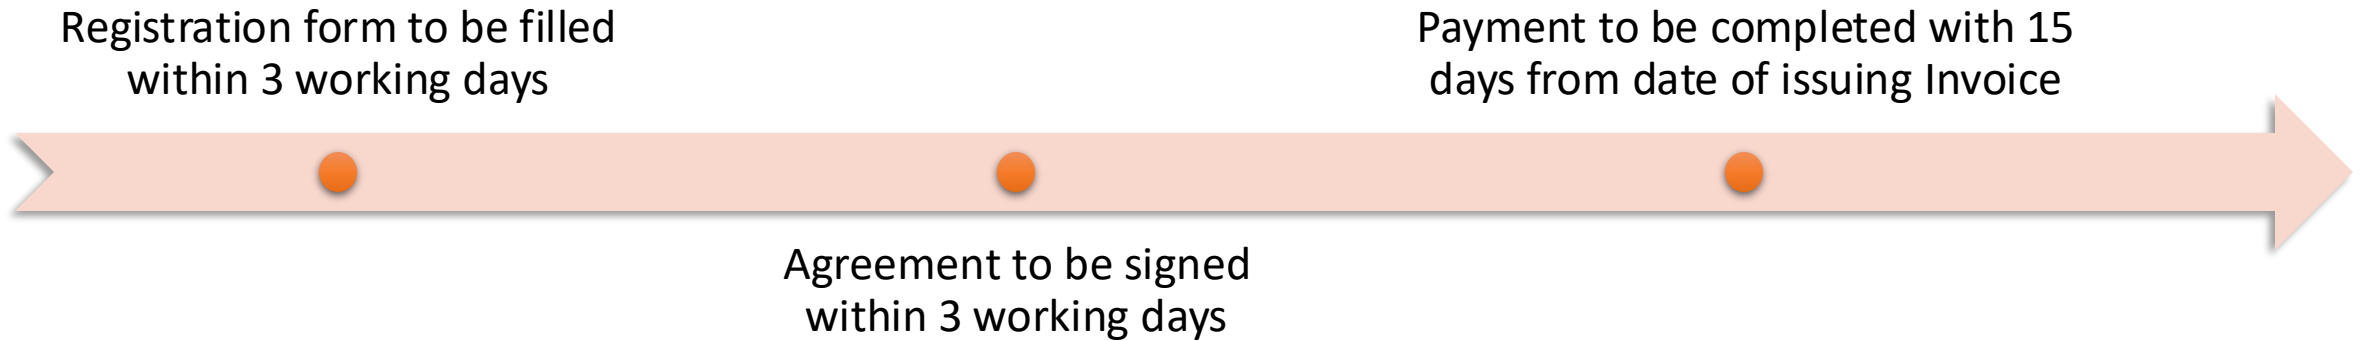 Registration form to be filled
within 3 working days
Agreement to be signed
within 3 working days
Payment to be completed with 15
days from date of issuing Invoice